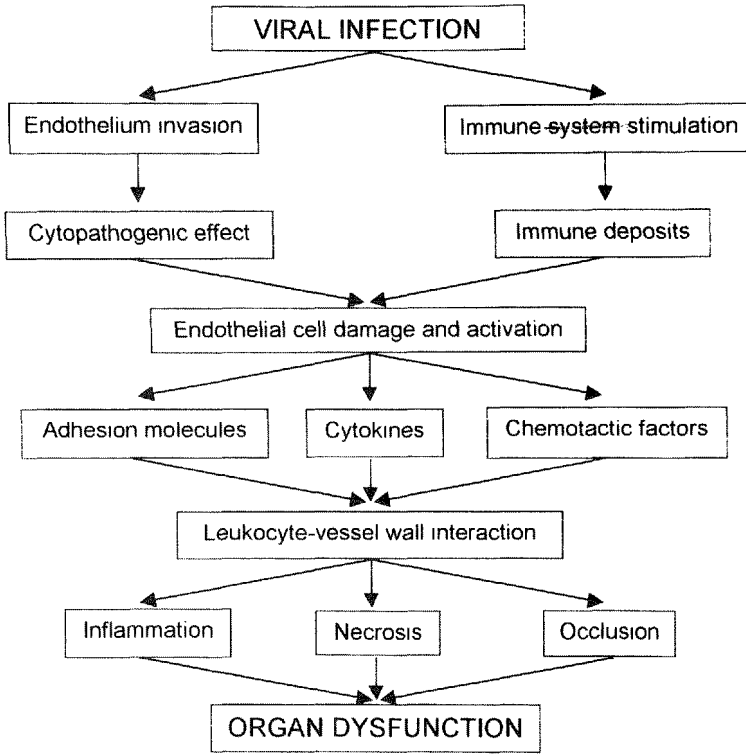 VIRAL INFECTION
Endothelium invasion
Immune system stimulation
Cytopathogenic effect
Immune deposits
Endothelial cell damage and activation
Adhesion molecules
Cytokines
Chemotactic factors
Leukocyte-vessel wall interaction
Inflammation
Necrosis
Occlusion
ORGAN DYSFUNCTION